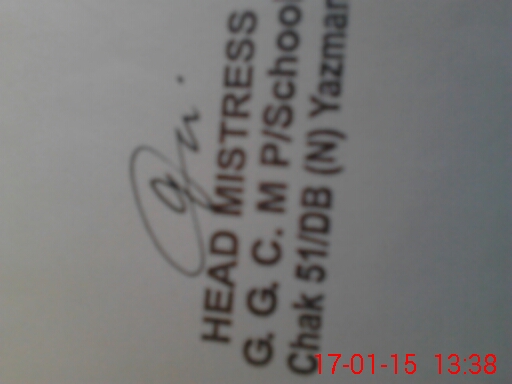 HEAD MISTRESS
G. G. C. M P/School
Chak 51/DB (N) Yazman
17-01-15 13:38